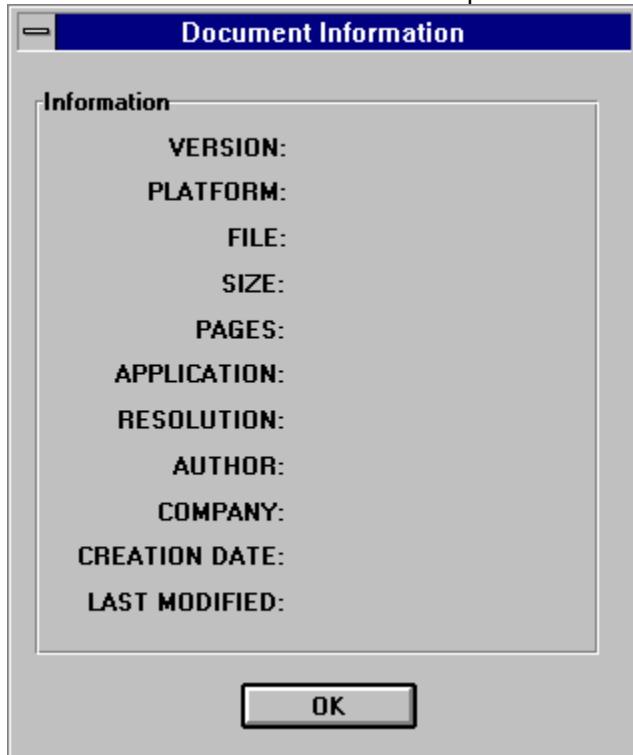 Document Information
Information
VERSION:
PLATFORM:
FILE:
SIZE:
PAGES:
APPLICATION:
RESOLUTION:
AUTHOR:
COMPANY:
CREATION DATE:
LAST MODIFIED:
OK